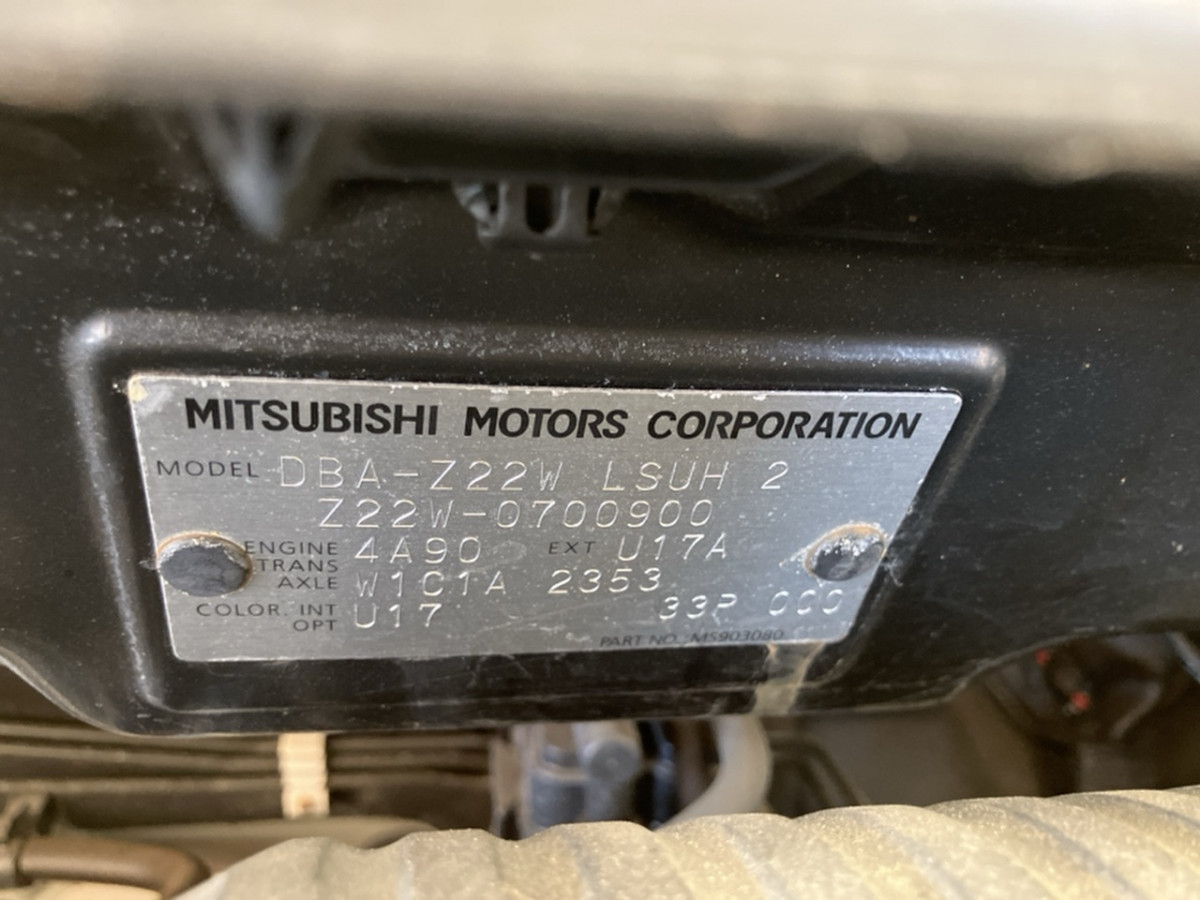 MITSUBISHI MOTORS CORPORATION
MODEL DBA-Z22W LSUH 2
Z22W-0700900
ENGINE 4A90 EXT U17A
TRANS AXLE W1C1A 2353
COLOR. INT OPT U17 33P 000
PART NO.: MS903080